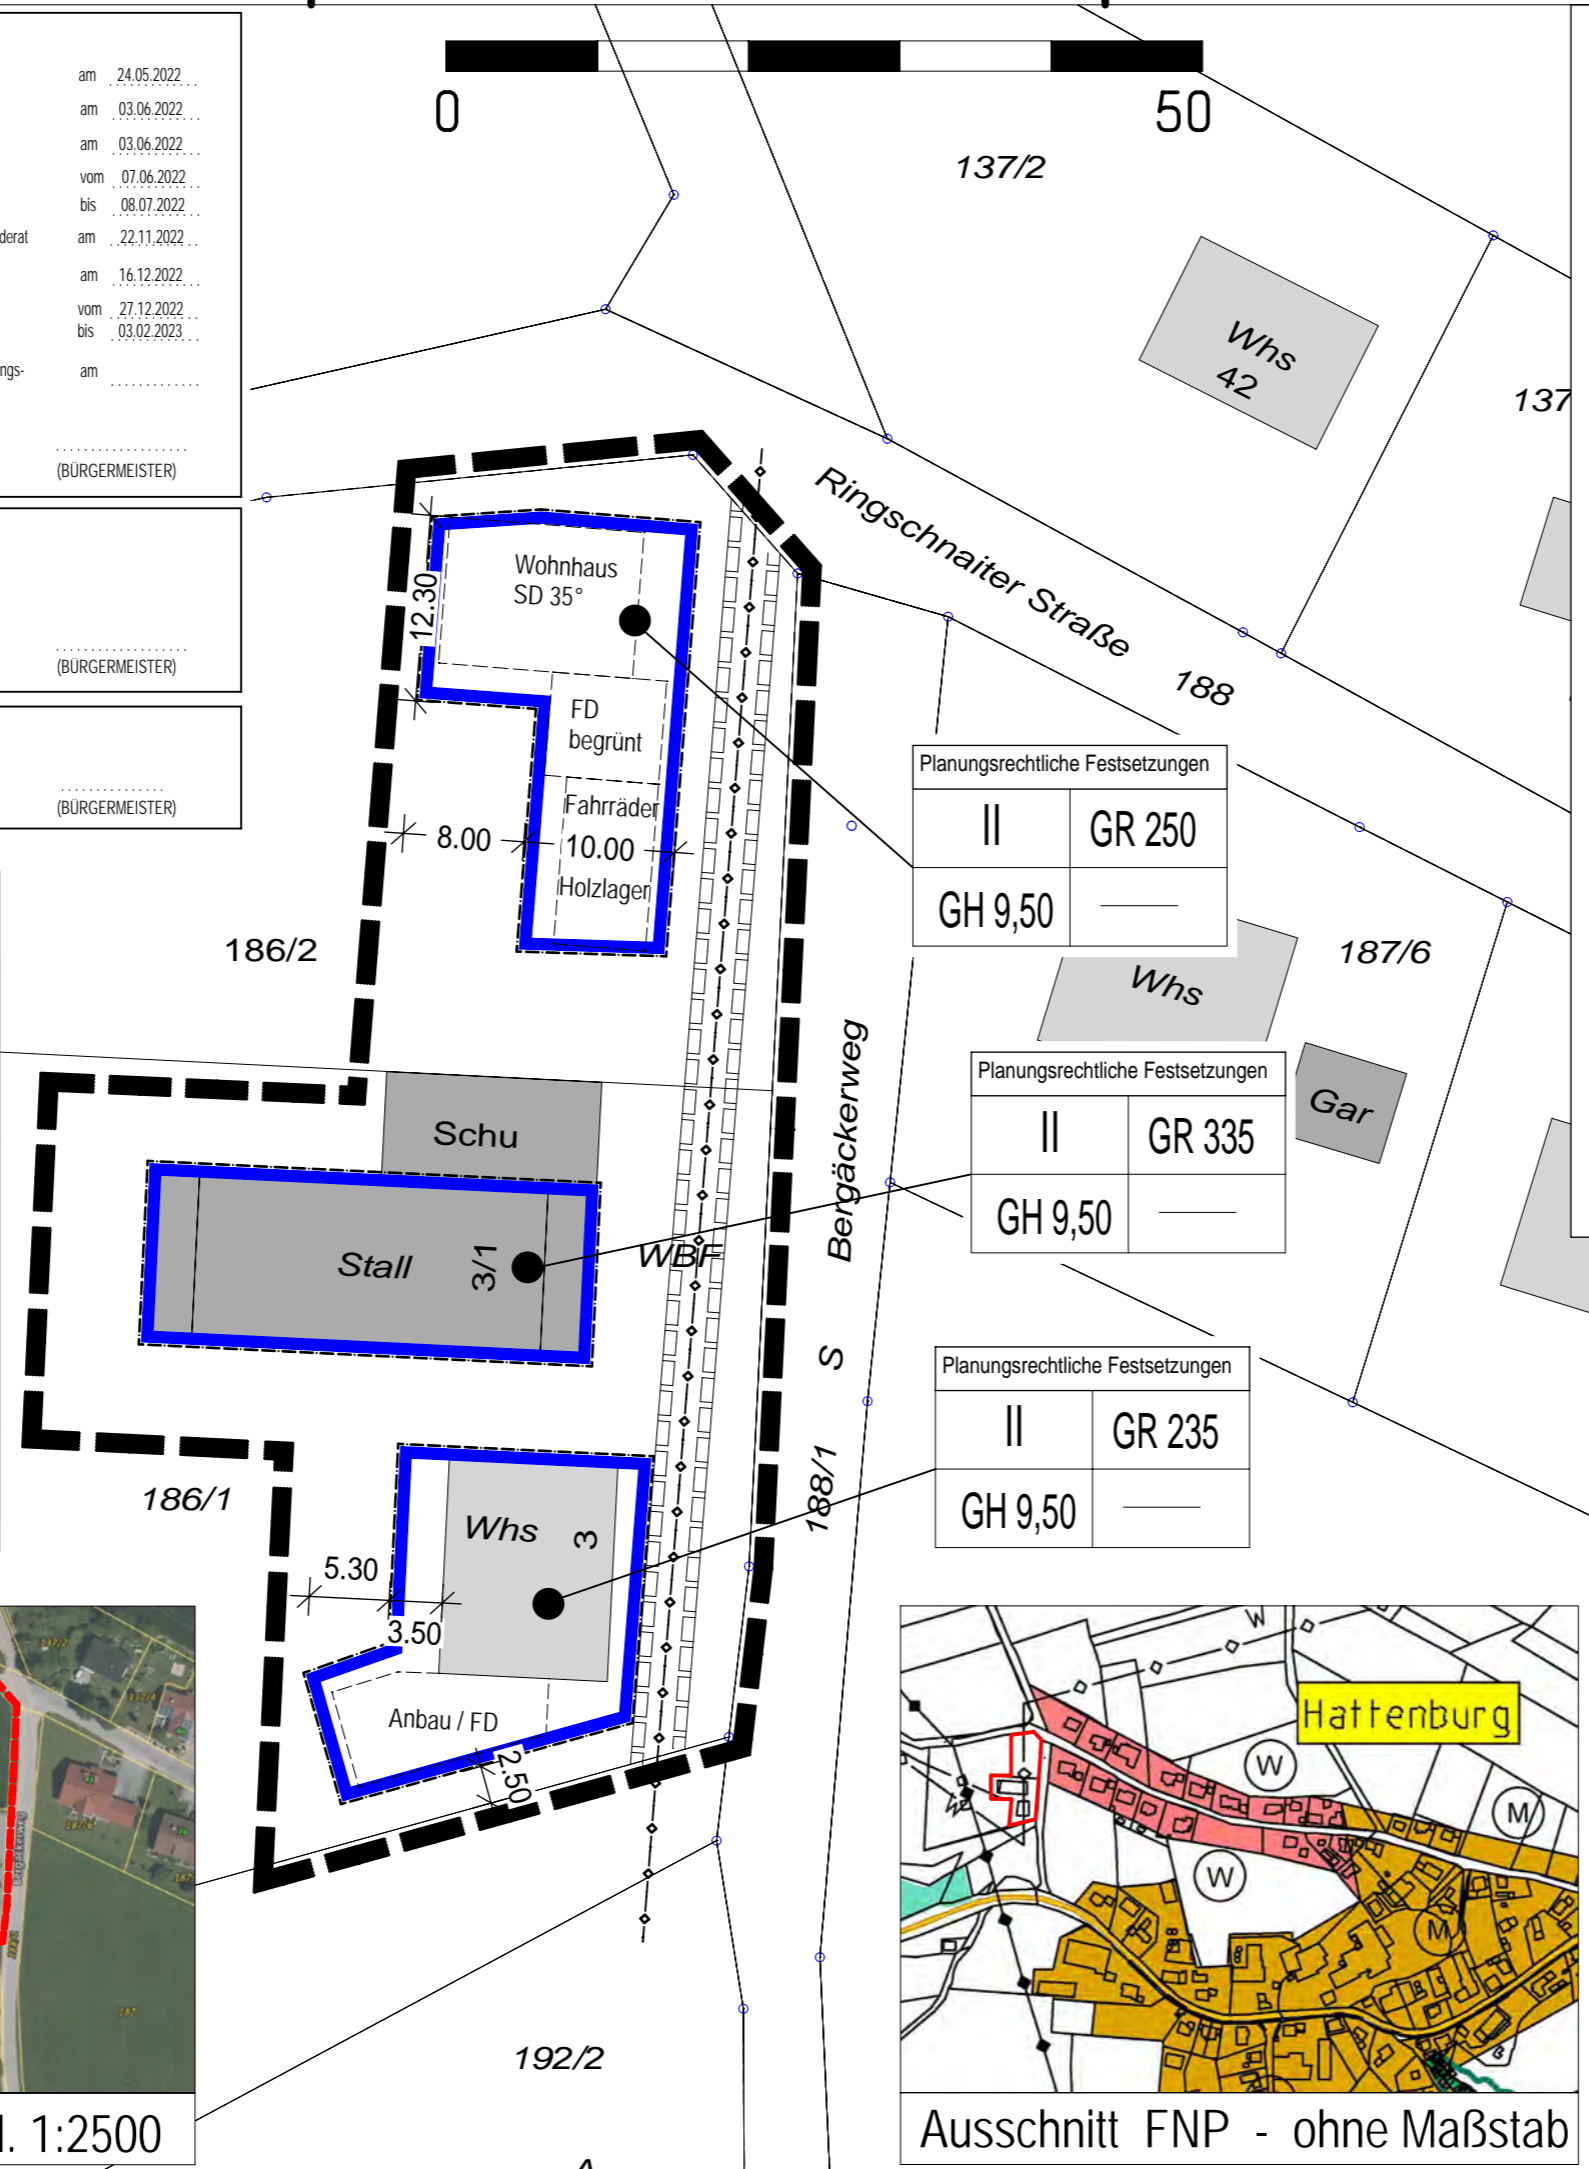 am 24.05.2022
am 03.06.2022
am 03.06.2022
vom 07.06.2022
bis 08.07.2022
derat am 22.11.2022
am 16.12.2022
vom 27.12.2022
bis 03.02.2023
ngs- am
(BÜRGERMEISTER)
(BÜRGERMEISTER)
(BÜRGERMEISTER)
0 50
137/2
Whs
42
137
Ringschnaiter Straße
188
Wohnhaus
SD 35°
12.30
FD
begrünt
Fahrräder
8.00
10.00
Holzlager
186/2
Planungsrechtliche Festsetzungen
II GR 250
GH 9,50
187/6
Whs
Gar
Bergäckerweg
Planungsrechtliche Festsetzungen
II GR 335
GH 9,50
Schu
Stall
3/1
WBF
S
188/1
Planungsrechtliche Festsetzungen
II GR 235
GH 9,50
186/1
Whs
3
5.30
3.50
Anbau / FD
2.50
192/2
137/2
187/6
Bergäckerweg
187
1:2500
W
Hattenburg
W
M
W
M
Ausschnitt FNP - ohne Maßstab